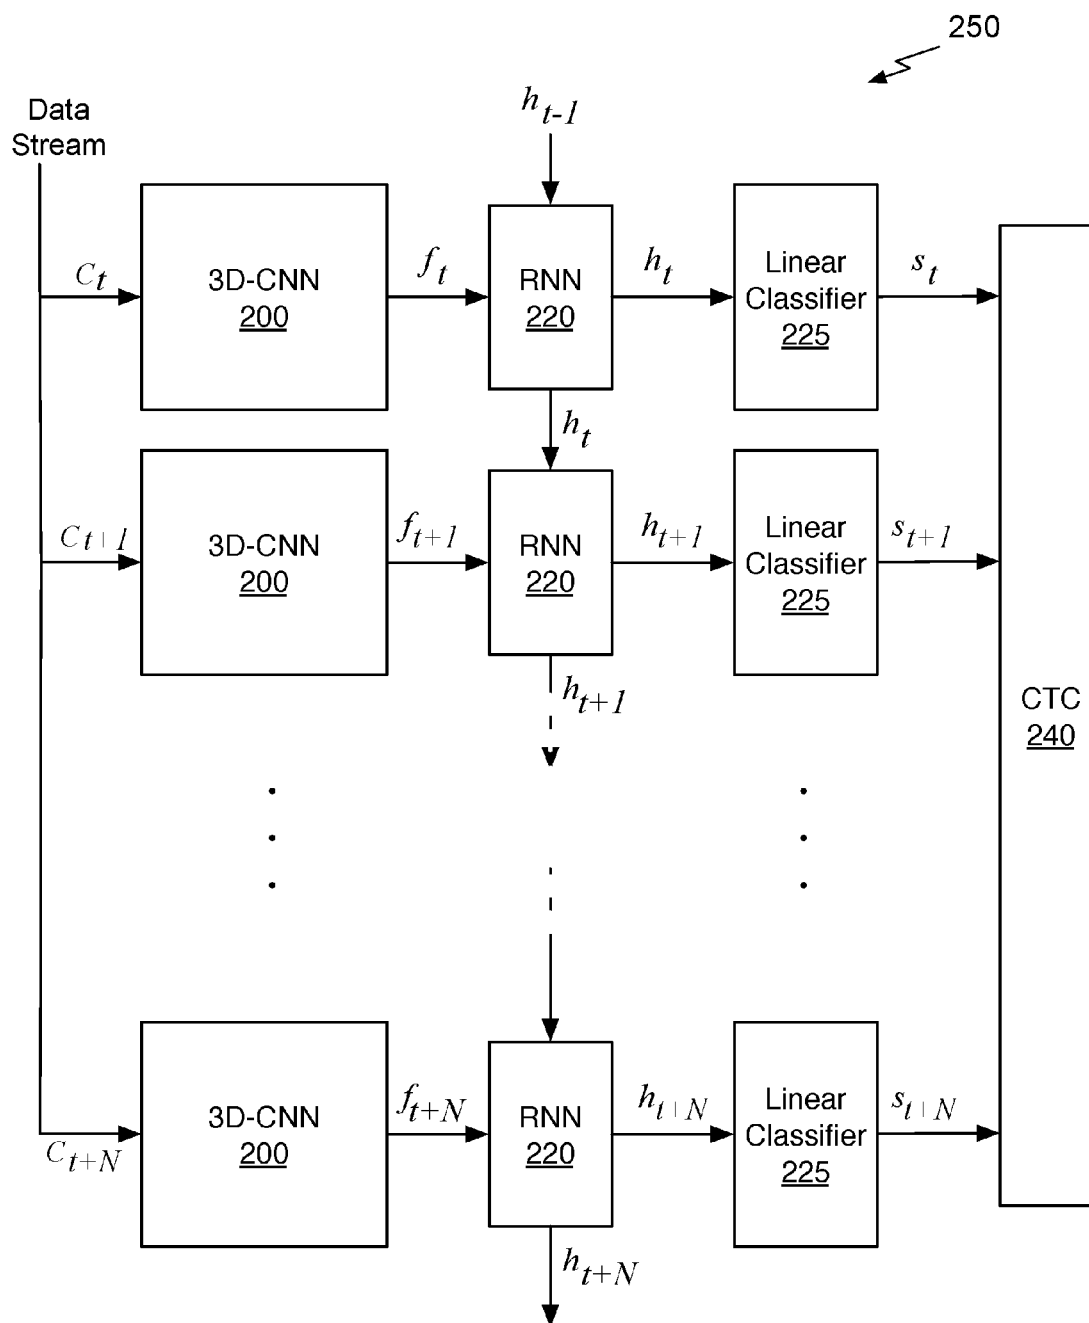 250
Data
Stream
h_{t-1}
C_t
3D-CNN
200
f_t
RNN
220
h_t
Linear
Classifier
225
s_t
h_t
C_{t+1}
3D-CNN
200
f_{t+1}
RNN
220
h_{t+1}
Linear
Classifier
225
s_{t+1}
h_{t+1}
CTC
240
C_{t+N}
3D-CNN
200
f_{t+N}
RNN
220
h_{t+N}
Linear
Classifier
225
s_{t+N}
h_{t+N}